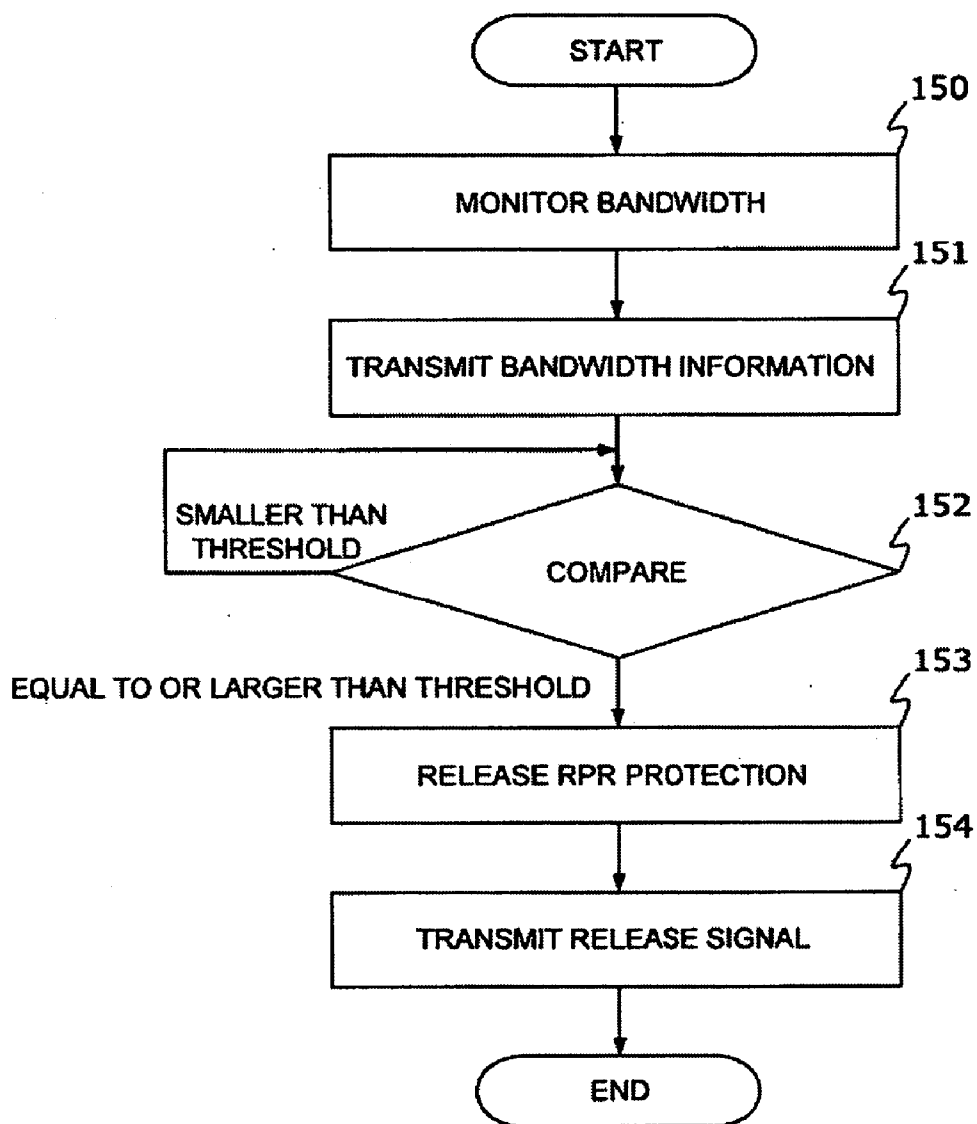 START
150
MONITOR BANDWIDTH
151
TRANSMIT BANDWIDTH INFORMATION
SMALLER THAN
THRESHOLD
152
COMPARE
EQUAL TO OR LARGER THAN THRESHOLD
153
RELEASE RPR PROTECTION
154
TRANSMIT RELEASE SIGNAL
END